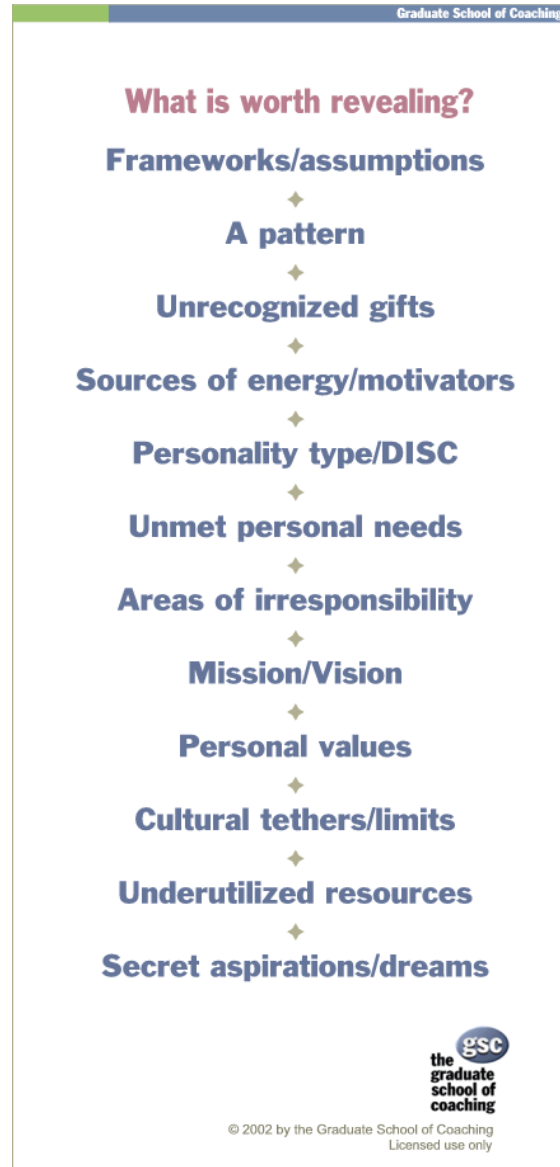 Graduate School of Coaching
What is worth revealing?
Frameworks/assumptions
A pattern
Unrecognized gifts
Sources of energy/motivators
Personality type/DISC
Unmet personal needs
Areas of irresponsibility
Mission/Vision
Personal values
Cultural tethers/limits
Underutilized resources
Secret aspirations/dreams
gsc
the
graduate
school of
coaching
© 2002 by the Graduate School of Coaching
Licensed use only